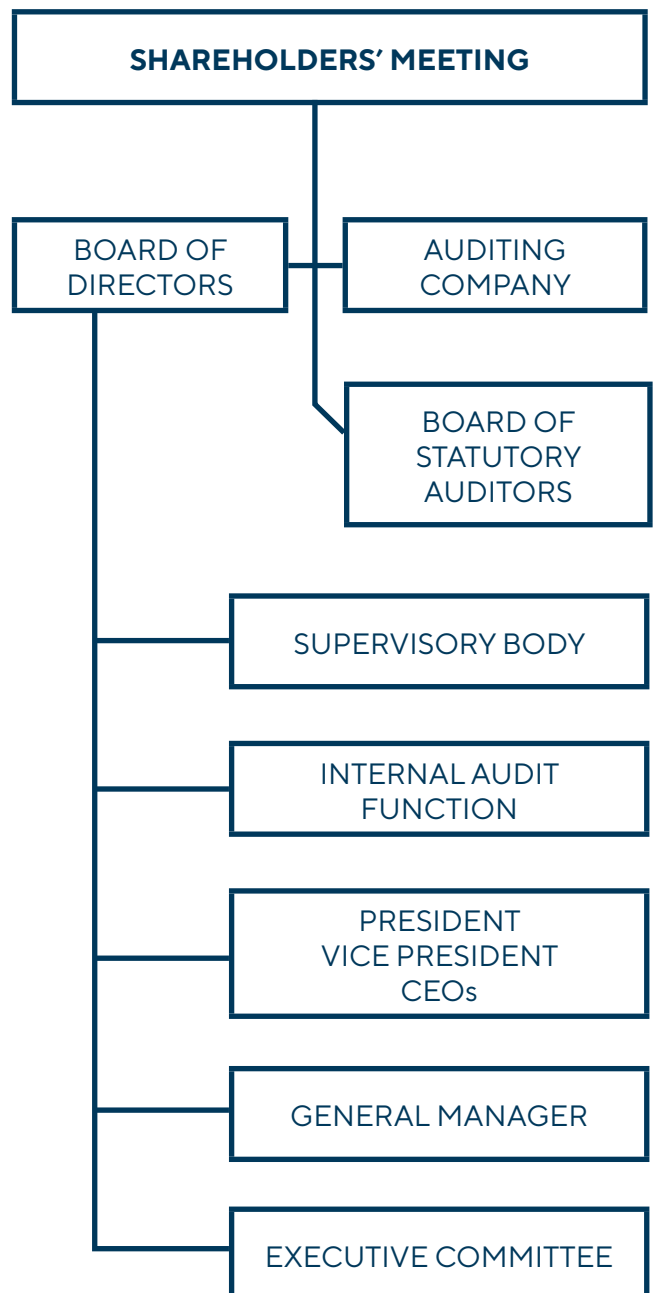 SHAREHOLDERS’ MEETING
BOARD OF
DIRECTORS
AUDITING
COMPANY
BOARD OF
STATUTORY
AUDITORS
SUPERVISORY BODY
INTERNAL AUDIT
FUNCTION
PRESIDENT
VICE PRESIDENT
CEOs
GENERAL MANAGER
EXECUTIVE COMMITTEE